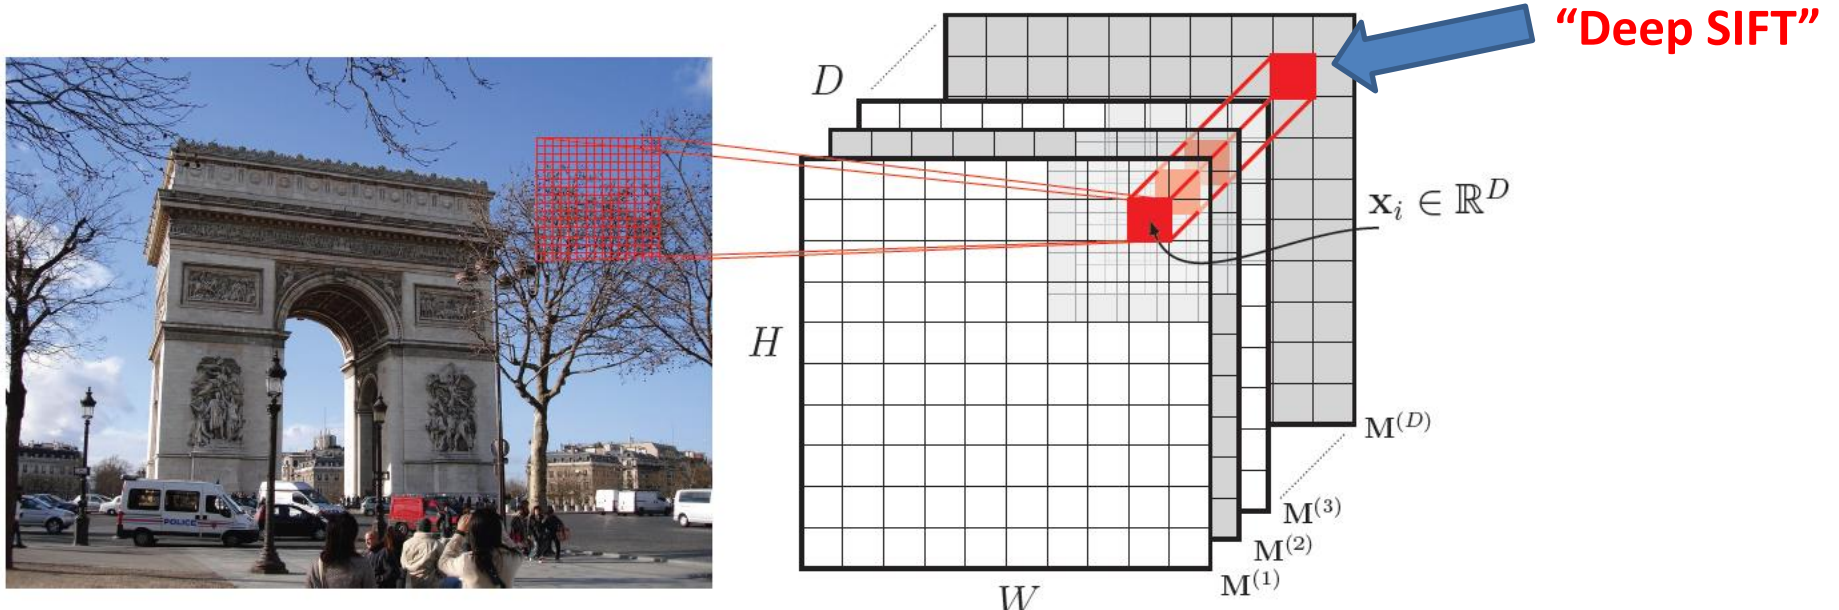 “Deep SIFT”
D
x_i ∈ ℝ^D
H
POLICE
M^(D)
M^(3)
M^(2)
M^(1)
W